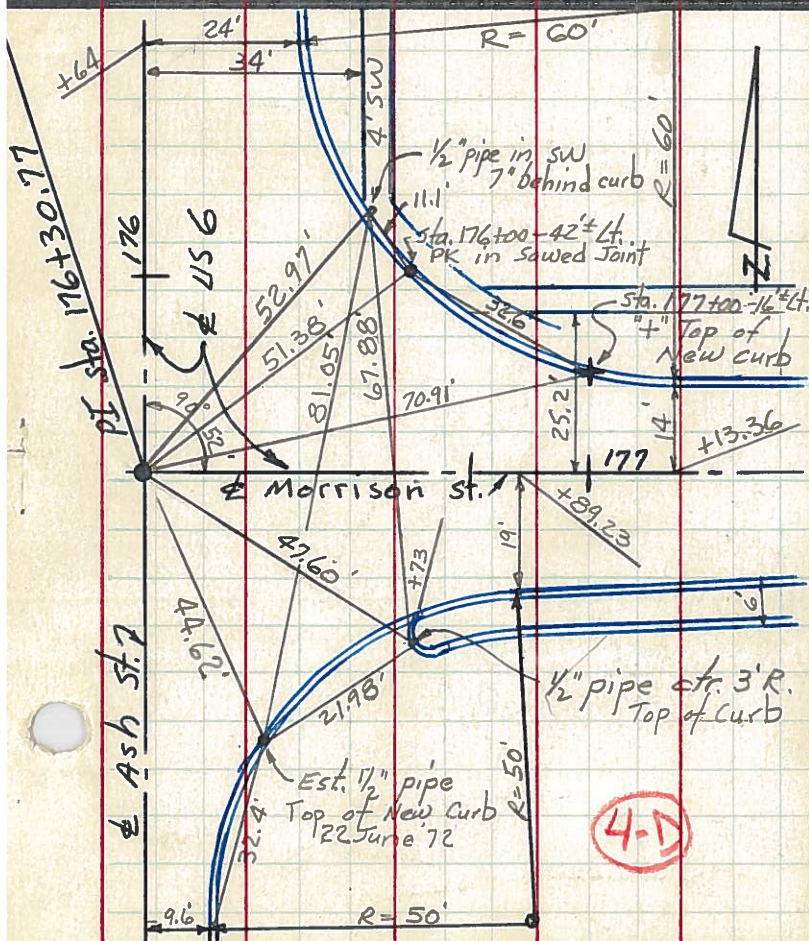 24'
R= 60'
+64
34'
4' SW
R=60'
1/2" pipe in SW
7" behind curb
11.1'
PI Sta. 176+30.77
176
℄ US 6
Sta. 176+00-42'± Lt.
PK in Sawed Joint
N
52.97'
51.38'
81.05'
67.88'
32.6
Sta. 177+00-16'± Lt.
"+" Top of
New Curb
70.91'
90° 53'
25.2'
14'
+13.36
177
℄ Morrison St.
+89.23
19'
47.60'
+73
6'
44.62'
℄ Ash St.
21.98'
1/2" pipe ctr. 3' R.
Top of Curb
R=50'
Est. 1/2" pipe
Top of New Curb
22 June '72
32.4'
4-D
9.6'
R= 50'